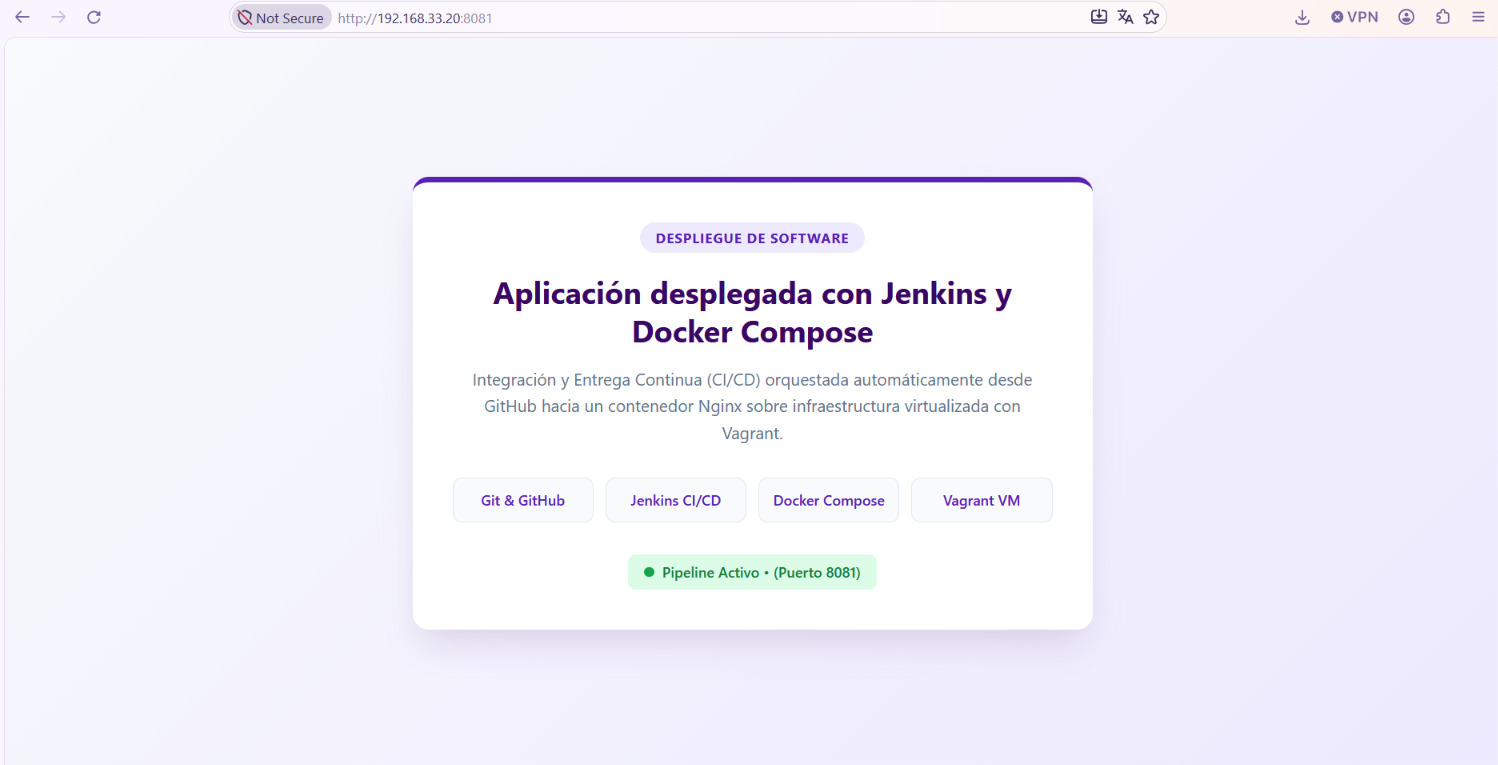 Not Secure
http://192.168.33.20:8081
VPN
DESPLIEGUE DE SOFTWARE
Aplicación desplegada con Jenkins y
Docker Compose
Integración y Entrega Continua (CI/CD) orquestada automáticamente desde
GitHub hacia un contenedor Nginx sobre infraestructura virtualizada con
Vagrant.
Git & GitHub
Jenkins CI/CD
Docker Compose
Vagrant VM
Pipeline Activo • (Puerto 8081)